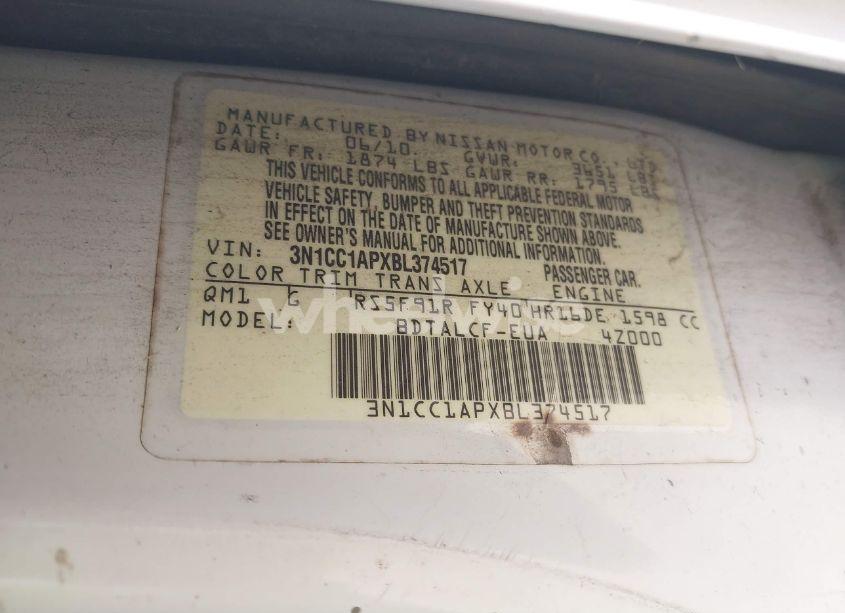 MANUFACTURED BY NISSAN MOTOR CO.,
DATE: 06/10 GVWR: 3651 LBS
GAWR FR: 1874 LBS GAWR RR: 1795 LB
THIS VEHICLE CONFORMS TO ALL APPLICABLE FEDERAL MOTOR
VEHICLE SAFETY, BUMPER AND THEFT PREVENTION STANDARDS
IN EFFECT ON THE DATE OF MANUFACTURE SHOWN ABOVE.
SEE OWNER'S MANUAL FOR ADDITIONAL INFORMATION.
VIN: 3N1CC1APXBL374517 PASSENGER CAR.
COLOR TRIM TRANS AXLE ENGINE
QM1 G RS5F91R FY40 HR16DE 1598 CC
MODEL: BDTALCF-EUA 4Z000
3N1CC1APXBL374517